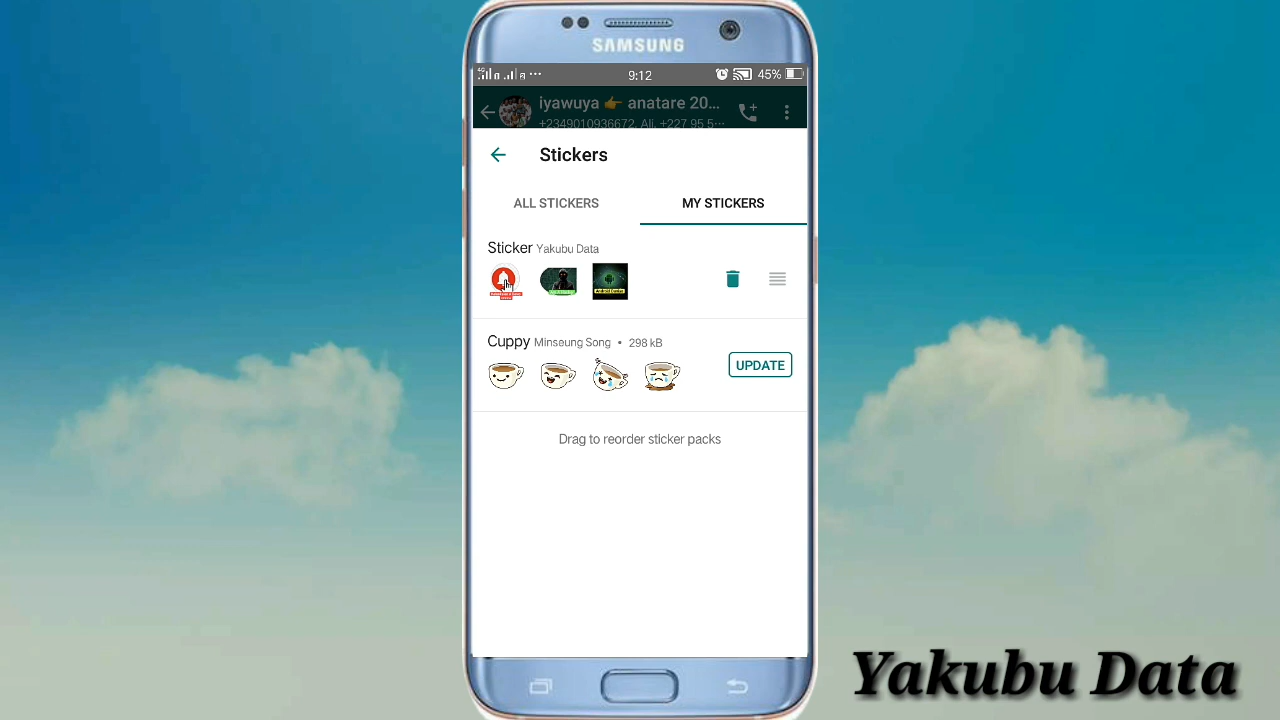 SAMSUNG
9:12
45%
iyawuya 👉 anatare 20...
+2349010936672, Ali, +227 95 5...
Stickers
ALL STICKERS
MY STICKERS
Sticker Yakubu Data
Cuppy Minseung Song • 298 kB
UPDATE
Drag to reorder sticker packs
Yakubu Data